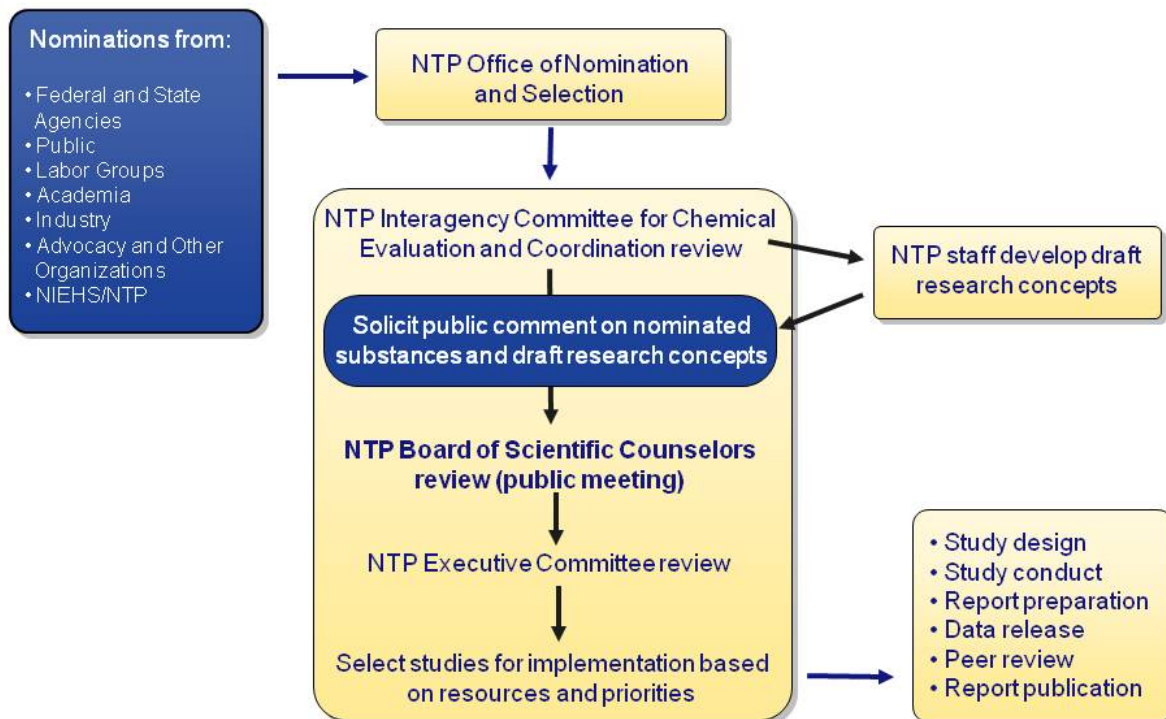 Nominations from:
• Federal and State
Agencies
• Public
• Labor Groups
• Academia
• Industry
• Advocacy and Other
Organizations
• NIEHS/NTP
NTP Office of Nomination
and Selection
NTP Interagency Committee for Chemical
Evaluation and Coordination review
NTP staff develop draft
research concepts
Solicit public comment on nominated
substances and draft research concepts
NTP Board of Scientific Counselors
review (public meeting)
NTP Executive Committee review
Select studies for implementation based
on resources and priorities
• Study design
• Study conduct
• Report preparation
• Data release
• Peer review
• Report publication